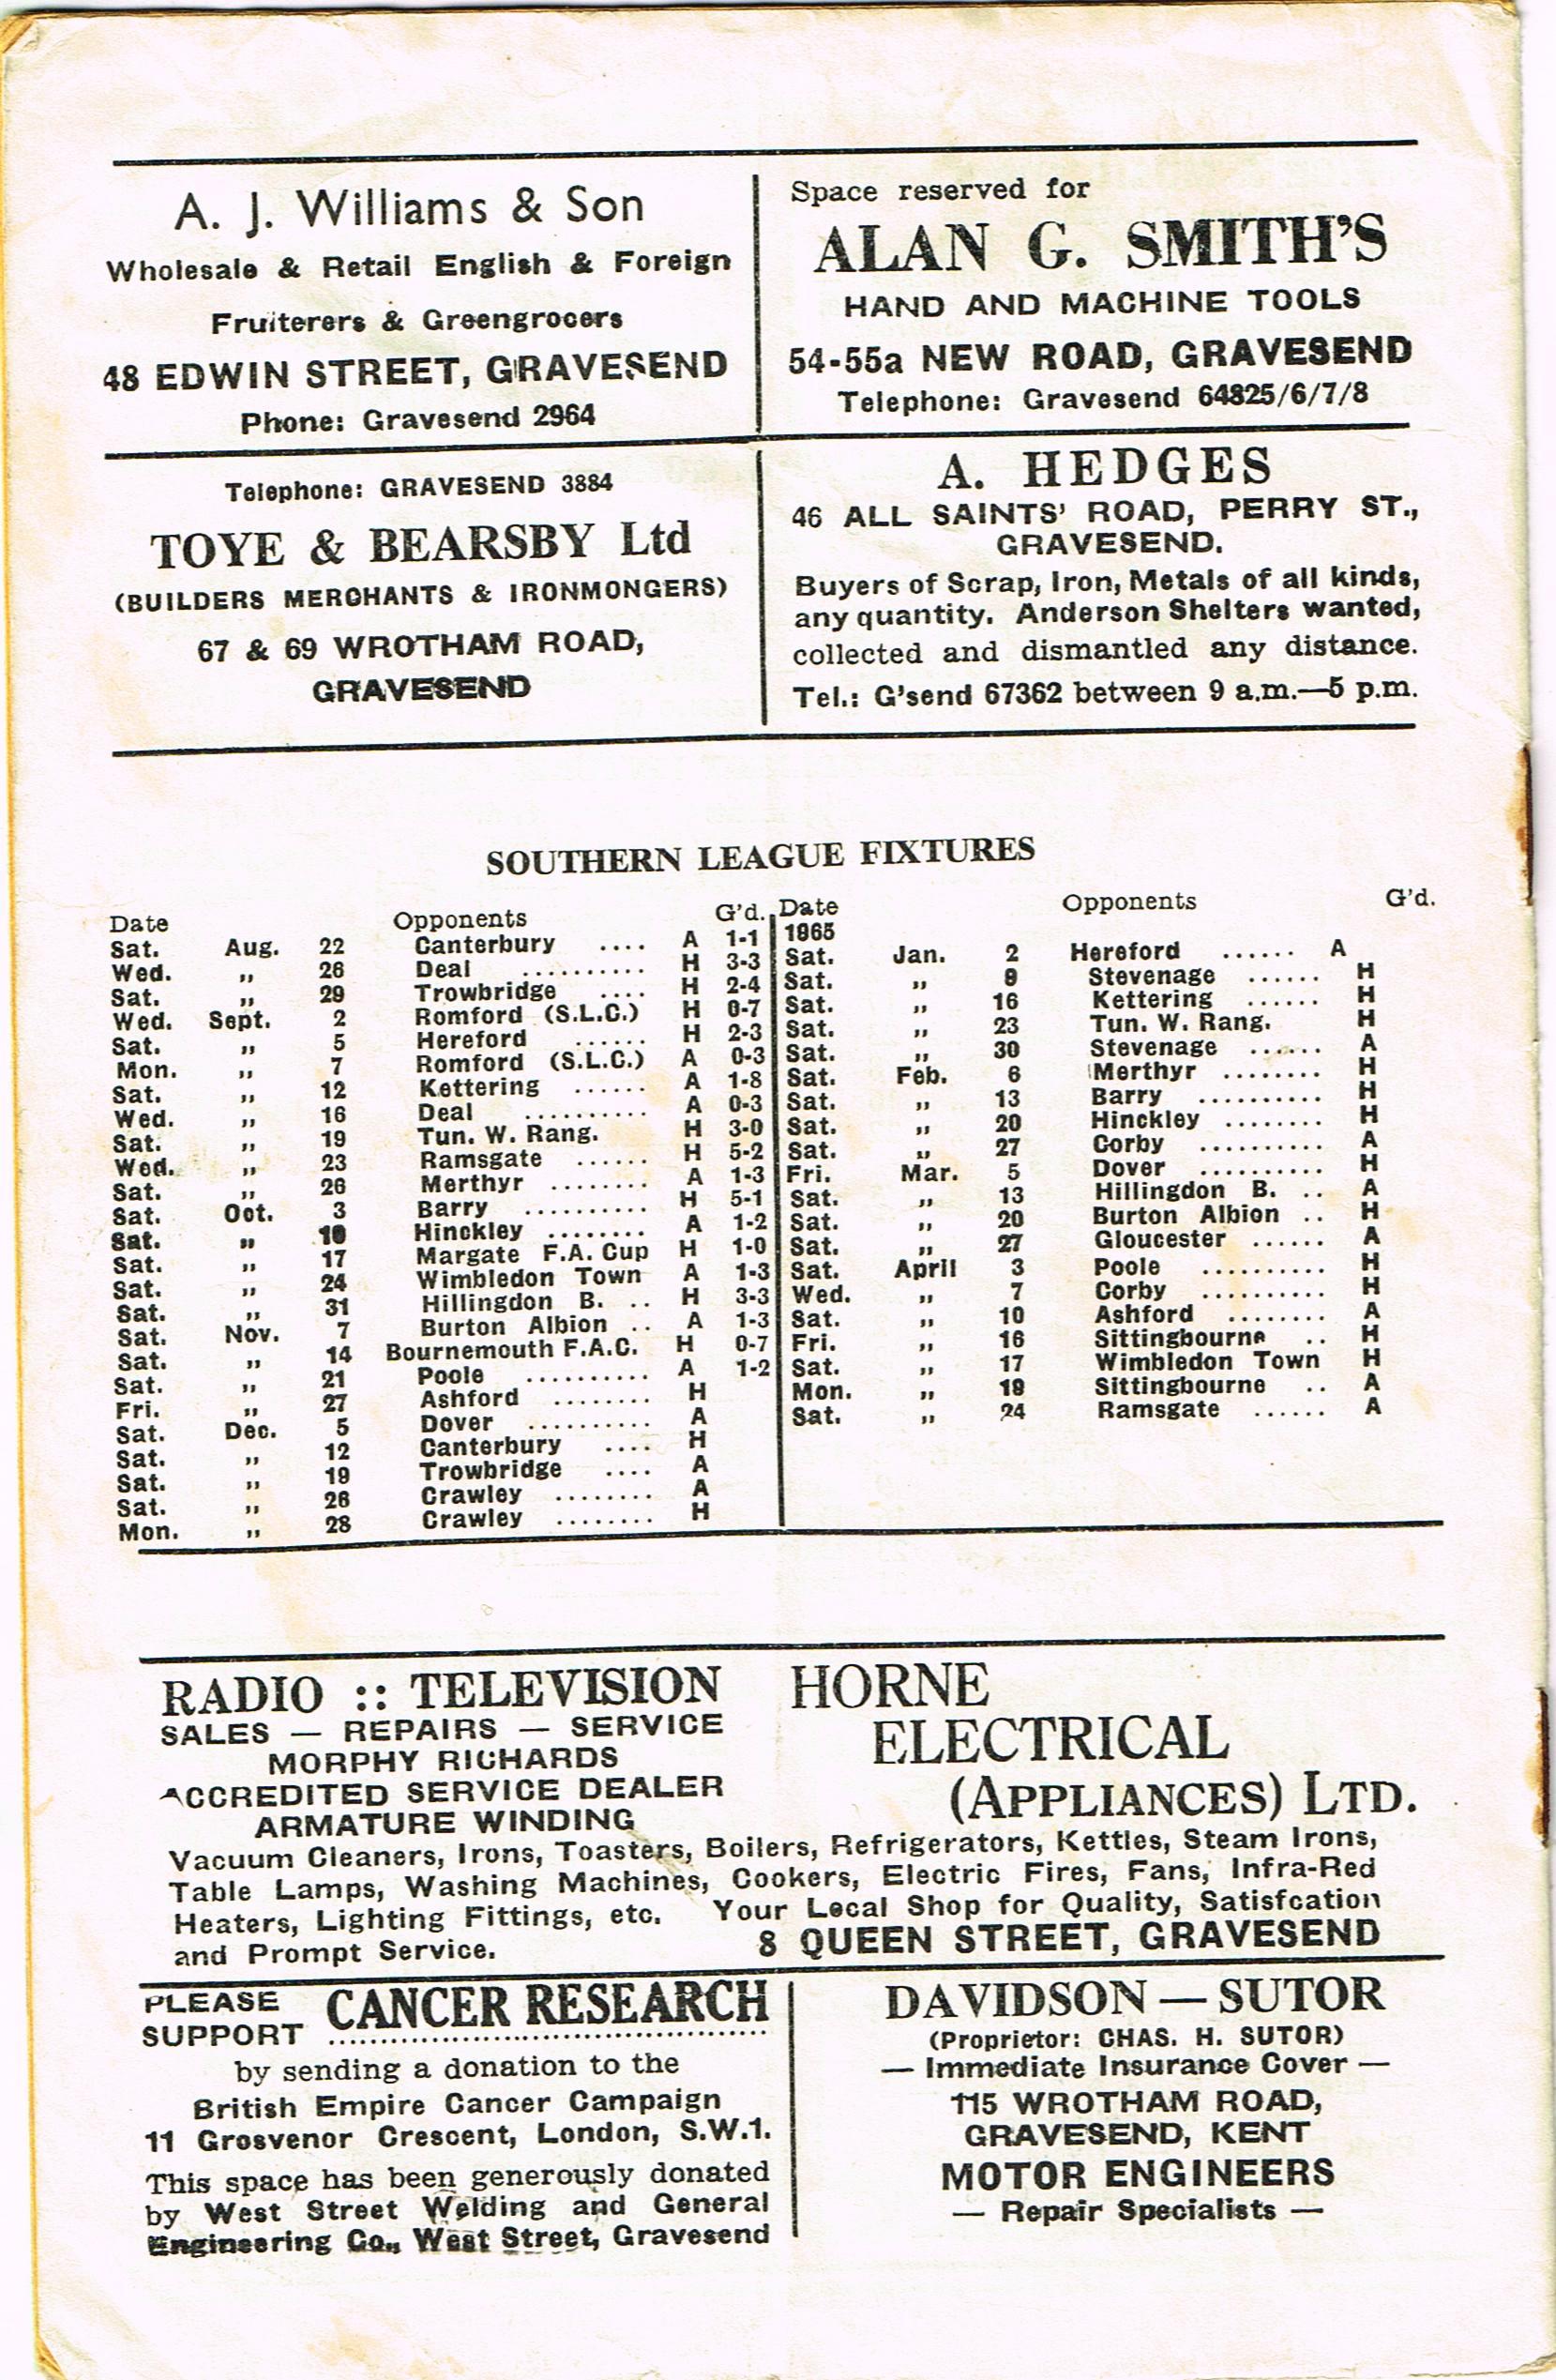 A. J. Williams & Son
Wholesale & Retail English & Foreign
Fruiterers & Greengrocers
48 EDWIN STREET, GRAVESEND
Phone: Gravesend 2964
Space reserved for
ALAN G. SMITH'S
HAND AND MACHINE TOOLS
54-55a NEW ROAD, GRAVESEND
Telephone: Gravesend 64825/6/7/8
Telephone: GRAVESEND 3884
TOYE & BEARSBY Ltd
(BUILDERS MERCHANTS & IRONMONGERS)
67 & 69 WROTHAM ROAD,
GRAVESEND
A. HEDGES
46 ALL SAINTS' ROAD, PERRY ST.,
GRAVESEND.
Buyers of Scrap, Iron, Metals of all kinds,
any quantity. Anderson Shelters wanted,
collected and dismantled any distance.
Tel.: G'send 67362 between 9 a.m.—5 p.m.
SOUTHERN LEAGUE FIXTURES
Date Opponents G'd.
Sat. Aug. 22 Canterbury .... A 1-1
Wed. ,, 26 Deal .......... H 3-3
Sat. ,, 29 Trowbridge .... H 2-4
Wed. Sept. 2 Romford (S.L.C.) H 0-7
Sat. ,, 5 Hereford ...... H 2-3
Mon. ,, 7 Romford (S.L.C.) A 0-3
Sat. ,, 12 Kettering ...... A 1-8
Wed. ,, 16 Deal .......... A 0-3
Sat. ,, 19 Tun. W. Rang. H 3-0
Wed. ,, 23 Ramsgate ...... H 5-2
Sat. ,, 26 Merthyr ........ A 1-3
Sat. Oct. 3 Barry .......... H 5-1
Sat. ,, 10 Hinckley ........ A 1-2
Sat. ,, 17 Margate F.A. Cup H 1-0
Sat. ,, 24 Wimbledon Town A 1-3
Sat. ,, 31 Hillingdon B. .. H 3-3
Sat. Nov. 7 Burton Albion .. A 1-3
Sat. ,, 14 Bournemouth F.A.C. H 0-7
Sat. ,, 21 Poole .......... A 1-2
Fri. ,, 27 Ashford ........ H
Sat. Dec. 5 Dover .......... A
Sat. ,, 12 Canterbury .... H
Sat. ,, 19 Trowbridge .... A
Sat. ,, 26 Crawley ........ A
Mon. ,, 28 Crawley ........ H
Date Opponents G'd.
1965
Sat. Jan. 2 Hereford ...... A
Sat. ,, 9 Stevenage ...... H
Sat. ,, 16 Kettering ...... H
Sat. ,, 23 Tun. W. Rang. H
Sat. ,, 30 Stevenage ...... A
Sat. Feb. 6 Merthyr ........ H
Sat. ,, 13 Barry .......... H
Sat. ,, 20 Hinckley ........ H
Sat. ,, 27 Corby .......... A
Fri. Mar. 5 Dover .......... H
Sat. ,, 13 Hillingdon B. .. A
Sat. ,, 20 Burton Albion .. H
Sat. ,, 27 Gloucester ...... A
Sat. April 3 Poole .......... H
Wed. ,, 7 Corby .......... H
Sat. ,, 10 Ashford ........ A
Fri. ,, 16 Sittingbourne .. H
Sat. ,, 17 Wimbledon Town H
Mon. ,, 19 Sittingbourne .. A
Sat. ,, 24 Ramsgate ...... A
RADIO :: TELEVISION
SALES — REPAIRS — SERVICE
MORPHY RICHARDS
ACCREDITED SERVICE DEALER
ARMATURE WINDING
HORNE
ELECTRICAL
(APPLIANCES) LTD.
Vacuum Cleaners, Irons, Toasters, Boilers, Refrigerators, Kettles, Steam Irons,
Table Lamps, Washing Machines, Cookers, Electric Fires, Fans, Infra-Red
Heaters, Lighting Fittings, etc. Your Local Shop for Quality, Satisfcation
and Prompt Service. 8 QUEEN STREET, GRAVESEND
PLEASE
SUPPORT
CANCER RESEARCH
by sending a donation to the
British Empire Cancer Campaign
11 Grosvenor Crescent, London, S.W.1.
This space has been generously donated
by West Street Welding and General
Engineering Co., West Street, Gravesend
DAVIDSON — SUTOR
(Proprietor: CHAS. H. SUTOR)
— Immediate Insurance Cover —
115 WROTHAM ROAD,
GRAVESEND, KENT
MOTOR ENGINEERS
— Repair Specialists —